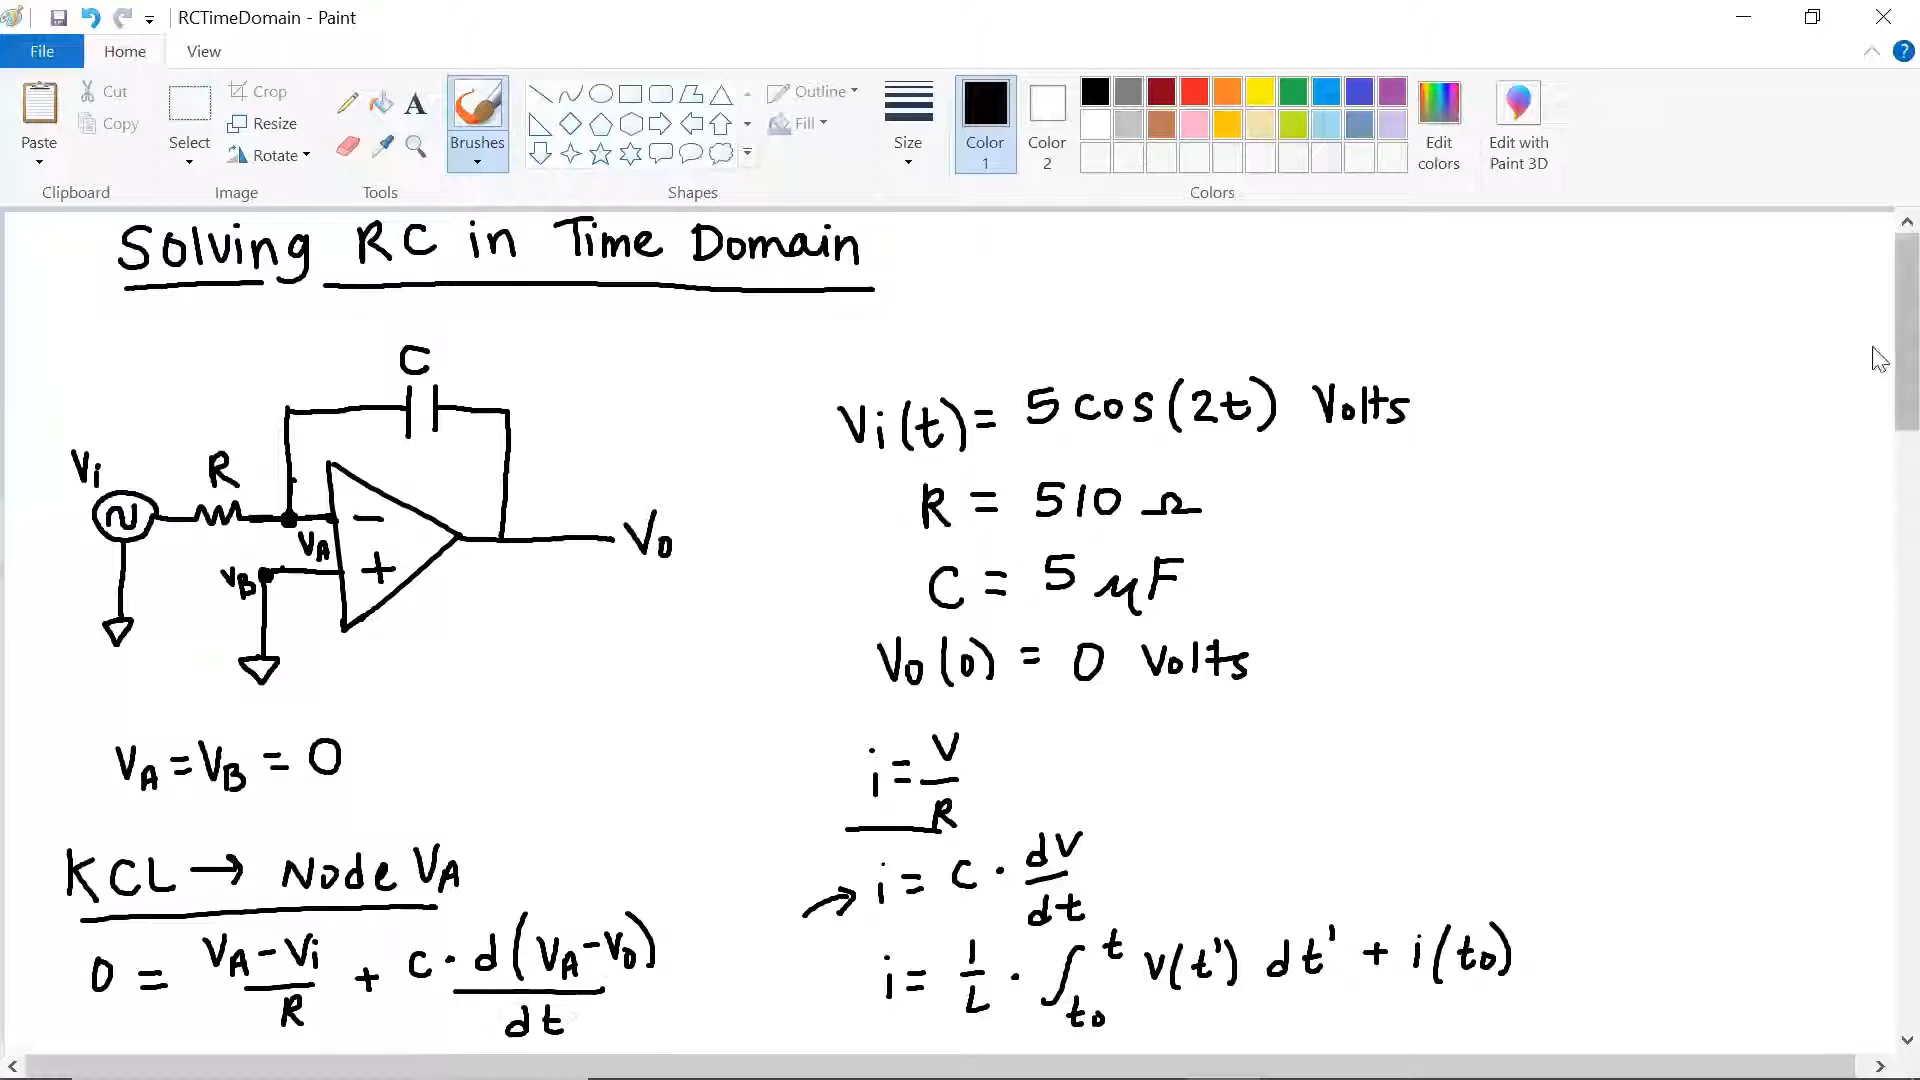 RCTimeDomain - Paint
File Home View
Paste
Cut
Copy
Clipboard
Select
Crop
Resize
Rotate
Image
A
Tools
Brushes
Shapes
Outline
Fill
Size
Color 1
Color 2
Colors
Edit colors
Edit with Paint 3D
?
Solving RC in Time Domain
C
Vi
R
VA
VB
−
+
Vo
Vi(t) = 5 cos(2t) Volts
R = 510 Ω
C = 5 μF
Vo(0) = 0 Volts
VA = VB = 0
i = V/R
KCL → Node VA
→ i = C · dV/dt
0 = (VA − Vi)/R + C · d(VA − Vo)/dt
i = 1/L · ∫ₜ₀ᵗ V(t') dt' + i(t₀)